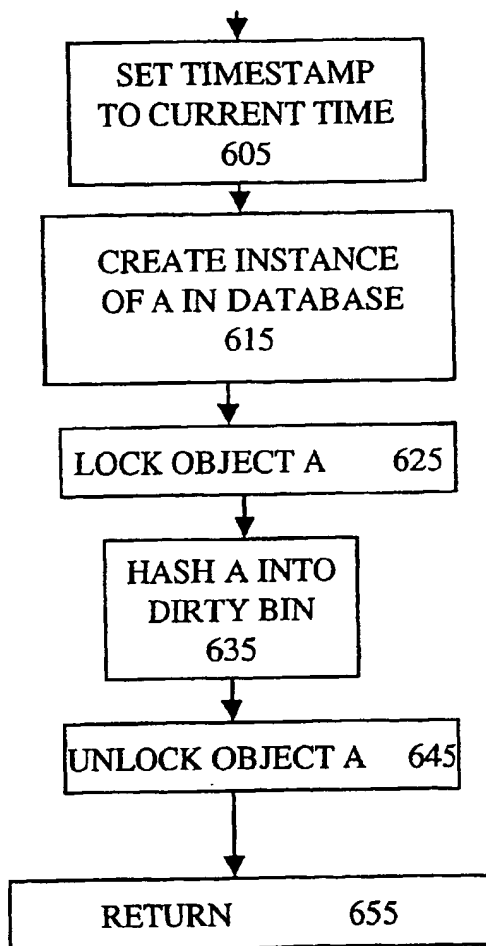 SET TIMESTAMP
TO CURRENT TIME
605
CREATE INSTANCE
OF A IN DATABASE
615
LOCK OBJECT A 625
HASH A INTO
DIRTY BIN
635
UNLOCK OBJECT A 645
RETURN 655